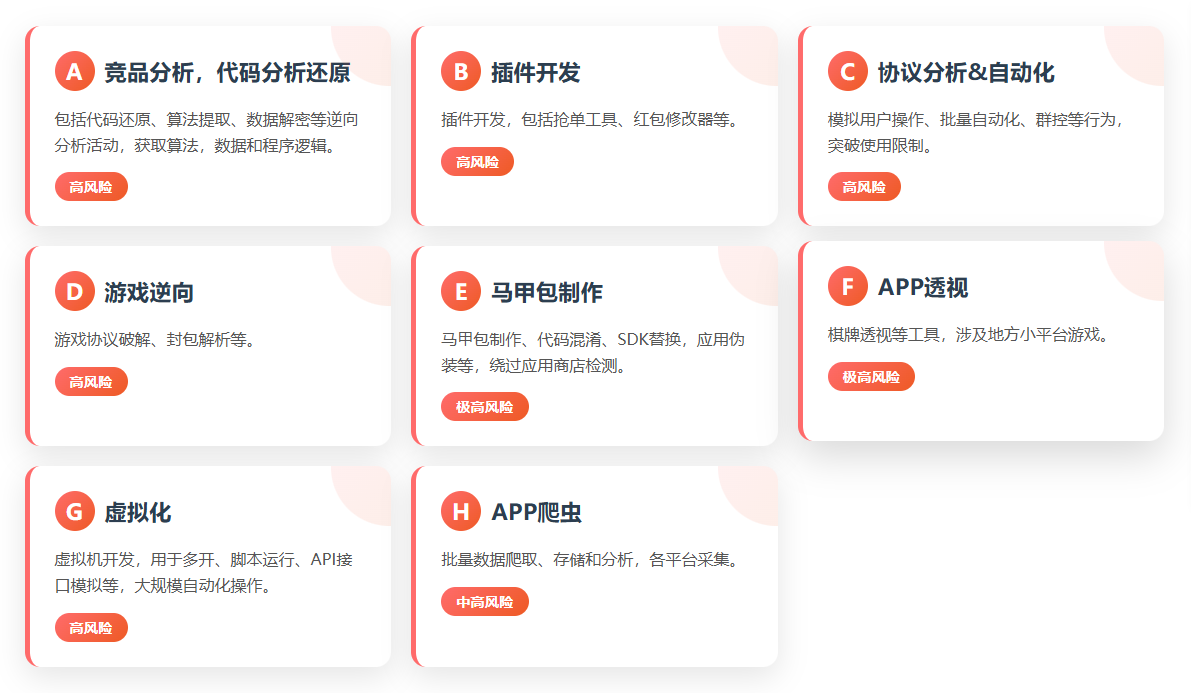 A 竞品分析，代码分析还原
包括代码还原、算法提取、数据解密等逆向
分析活动，获取算法，数据和程序逻辑。
高风险
B 插件开发
插件开发，包括抢单工具、红包修改器等。
高风险
C 协议分析&自动化
模拟用户操作、批量自动化、群控等行为，
突破使用限制。
高风险
D 游戏逆向
游戏协议破解、封包解析等。
高风险
E 马甲包制作
马甲包制作、代码混淆、SDK替换，应用伪
装等，绕过应用商店检测。
极高风险
F APP透视
棋牌透视等工具，涉及地方小平台游戏。
极高风险
G 虚拟化
虚拟机开发，用于多开、脚本运行、API接
口模拟等，大规模自动化操作。
高风险
H APP爬虫
批量数据爬取、存储和分析，各平台采集。
中高风险